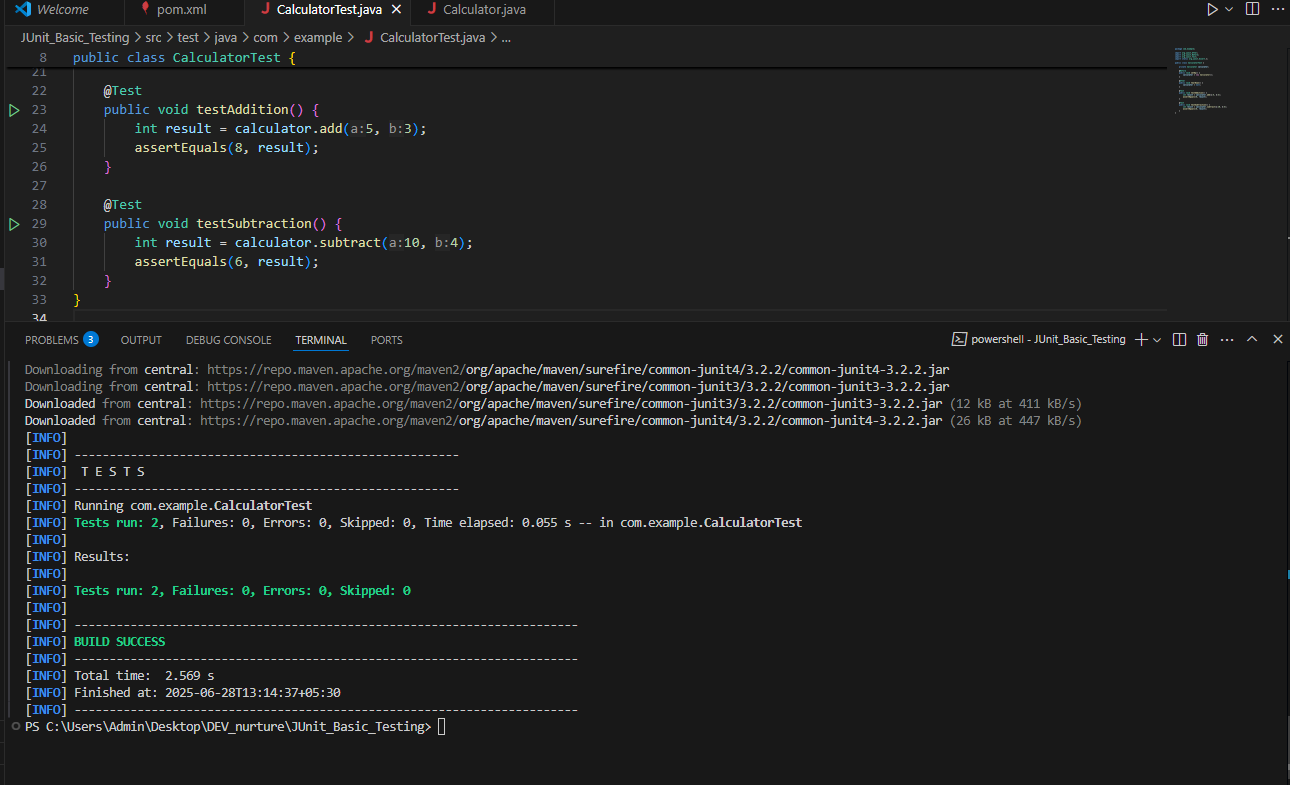 Welcome pom.xml CalculatorTest.java Calculator.java
JUnit_Basic_Testing > src > test > java > com > example > CalculatorTest.java > ...
8 public class CalculatorTest {
21
22 @Test
23 public void testAddition() {
24 int result = calculator.add(a:5, b:3);
25 assertEquals(8, result);
26 }
27
28 @Test
29 public void testSubtraction() {
30 int result = calculator.subtract(a:10, b:4);
31 assertEquals(6, result);
32 }
33 }
34
PROBLEMS 3 OUTPUT DEBUG CONSOLE TERMINAL PORTS powershell - JUnit_Basic_Testing
Downloading from central: https://repo.maven.apache.org/maven2/org/apache/maven/surefire/common-junit4/3.2.2/common-junit4-3.2.2.jar
Downloading from central: https://repo.maven.apache.org/maven2/org/apache/maven/surefire/common-junit3/3.2.2/common-junit3-3.2.2.jar
Downloaded from central: https://repo.maven.apache.org/maven2/org/apache/maven/surefire/common-junit3/3.2.2/common-junit3-3.2.2.jar (12 kB at 411 kB/s)
Downloaded from central: https://repo.maven.apache.org/maven2/org/apache/maven/surefire/common-junit4/3.2.2/common-junit4-3.2.2.jar (26 kB at 447 kB/s)
[INFO]
[INFO] -------------------------------------------------------
[INFO]  T E S T S
[INFO] -------------------------------------------------------
[INFO] Running com.example.CalculatorTest
[INFO] Tests run: 2, Failures: 0, Errors: 0, Skipped: 0, Time elapsed: 0.055 s -- in com.example.CalculatorTest
[INFO]
[INFO] Results:
[INFO]
[INFO] Tests run: 2, Failures: 0, Errors: 0, Skipped: 0
[INFO]
[INFO] ------------------------------------------------------------------------
[INFO] BUILD SUCCESS
[INFO] ------------------------------------------------------------------------
[INFO] Total time:  2.569 s
[INFO] Finished at: 2025-06-28T13:14:37+05:30
[INFO] ------------------------------------------------------------------------
PS C:\Users\Admin\Desktop\DEV_nurture\JUnit_Basic_Testing>